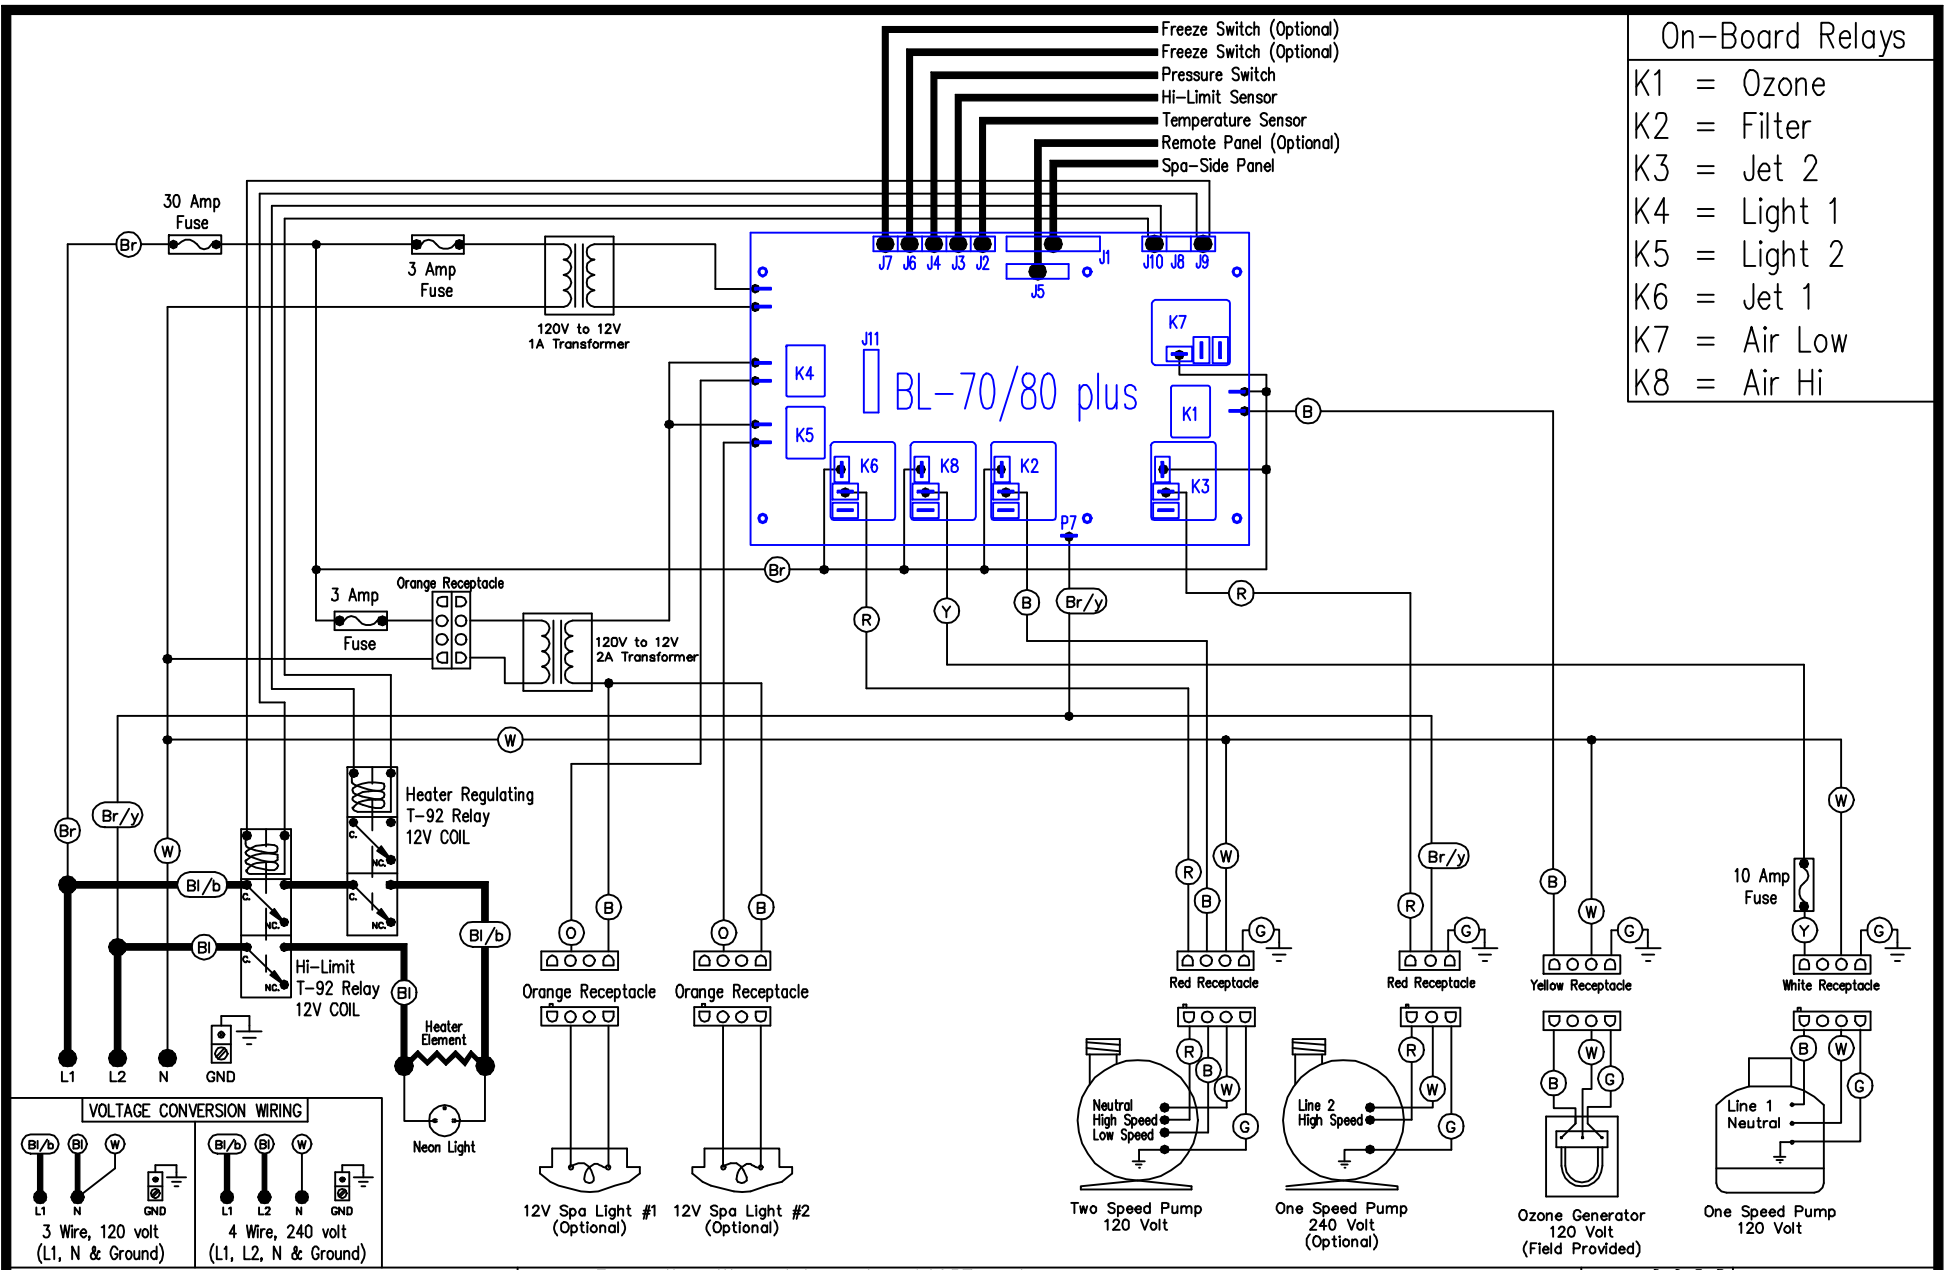 Freeze Switch (Optional)
Freeze Switch (Optional)
Pressure Switch
Hi-Limit Sensor
Temperature Sensor
Remote Panel (Optional)
Spa-Side Panel
On-Board Relays
K1 = Ozone
K2 = Filter
K3 = Jet 2
K4 = Light 1
K5 = Light 2
K6 = Jet 1
K7 = Air Low
K8 = Air Hi
30 Amp
Fuse
Br
3 Amp
Fuse
120V to 12V
1A Transformer
J7 J6 J4 J3 J2 J1 J10 J8 J9
J5
J11
K7
K4
BL-70/80 plus
K1
B
K5
K6 K8 K2 K3
P7
Br
Orange Receptacle
3 Amp
Fuse
120V to 12V
2A Transformer
R Y B Br/y R
W
Heater Regulating
T-92 Relay
12V COIL
C.
NC.
Br/y
Br
W
W
Bl/b
C.
NC.
Bl
C.
NC.
Hi-Limit
T-92 Relay
12V COIL
Bl/b
Bl
Heater
Element
Neon Light
L1 L2 N GND
O B
O B
Orange Receptacle
Orange Receptacle
12V Spa Light #1
(Optional)
12V Spa Light #2
(Optional)
R B W G
Red Receptacle
R B W G
Neutral
High Speed
Low Speed
Two Speed Pump
120 Volt
R Br/y G
Red Receptacle
R W G
Line 2
High Speed
One Speed Pump
240 Volt
(Optional)
B W G
Yellow Receptacle
B W G
Ozone Generator
120 Volt
(Field Provided)
10 Amp
Fuse
Y G
White Receptacle
B W G
Line 1
Neutral
One Speed Pump
120 Volt
VOLTAGE CONVERSION WIRING
Bl/b Bl W
L1 N GND
3 Wire, 120 volt
(L1, N & Ground)
Bl/b Bl W
L1 L2 N GND
4 Wire, 240 volt
(L1, L2, N & Ground)